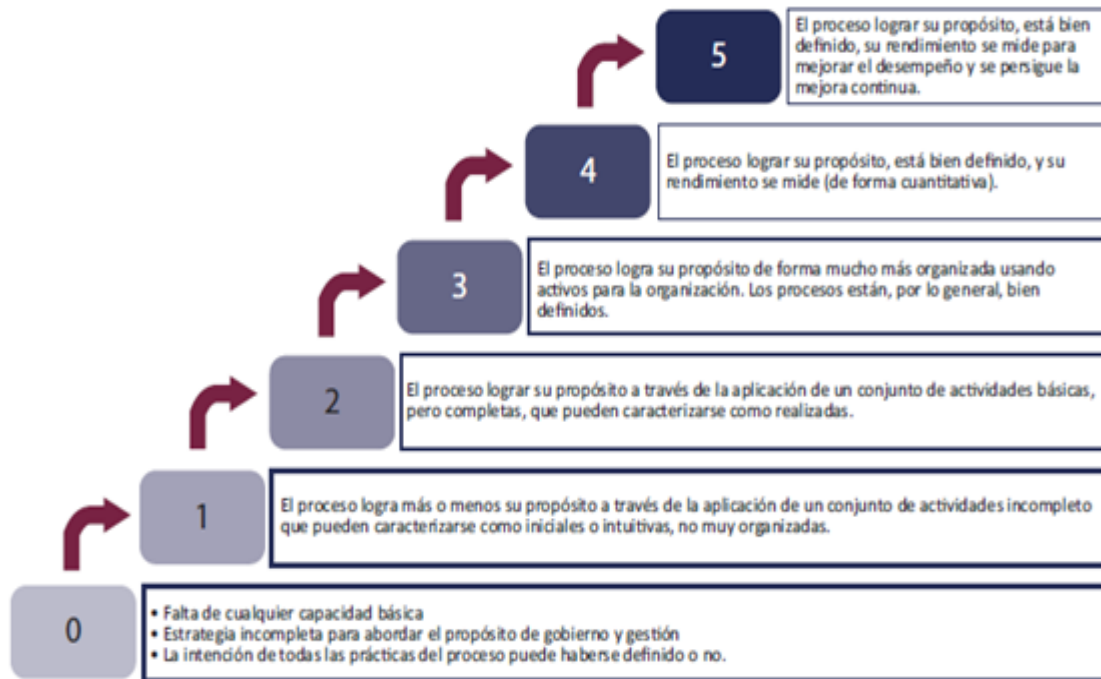 5
El proceso lograr su propósito, está bien
definido, su rendimiento se mide para
mejorar el desempeño y se persigue la
mejora continua.
4
El proceso lograr su propósito, está bien definido, y su
rendimiento se mide (de forma cuantitativa).
3
El proceso logra su propósito de forma mucho más organizada usando
activos para la organización. Los procesos están, por lo general, bien
definidos.
2
El proceso lograr su propósito a través de la aplicación de un conjunto de actividades básicas,
pero completas, que pueden caracterizarse como realizadas.
1
El proceso logra más o menos su propósito a través de la aplicación de un conjunto de actividades incompleto
que pueden caracterizarse como iniciales o intuitivas, no muy organizadas.
0
• Falta de cualquier capacidad básica
• Estrategia incompleta para abordar el propósito de gobierno y gestión
• La intención de todas las prácticas del proceso puede haberse definido o no.